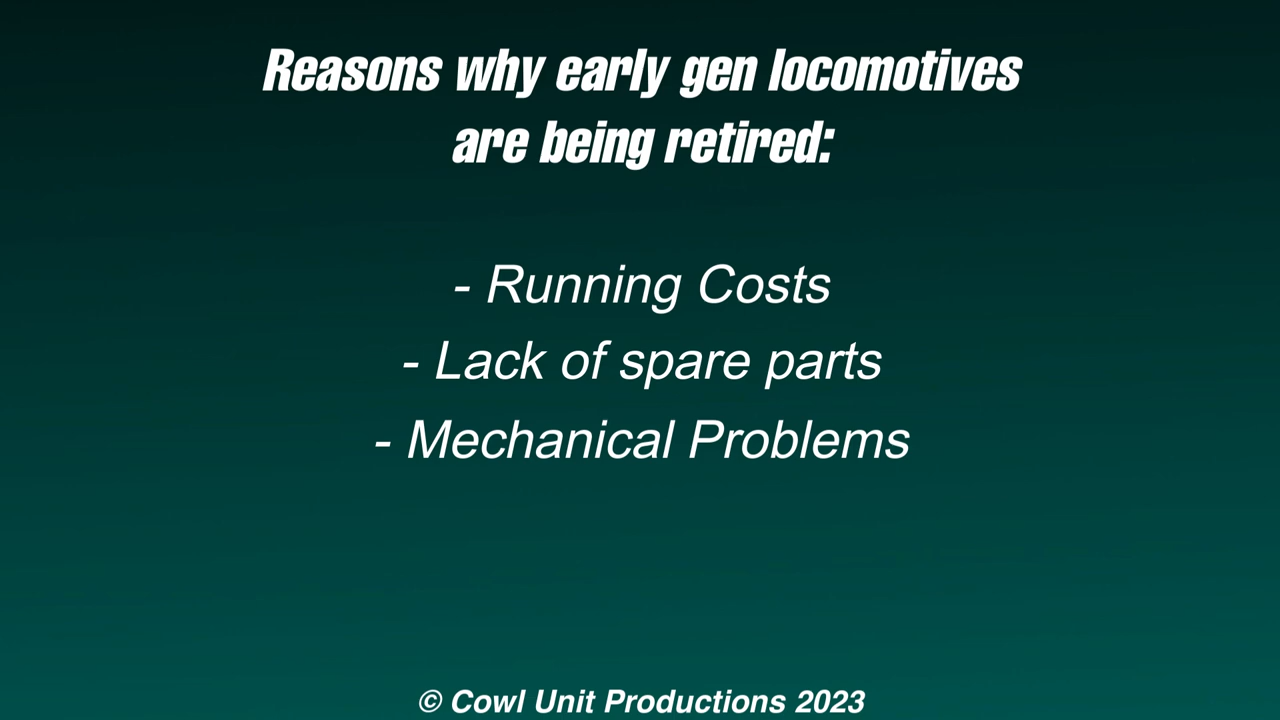 Reasons why early gen locomotives
are being retired:
- Running Costs
- Lack of spare parts
- Mechanical Problems
© Cowl Unit Productions 2023